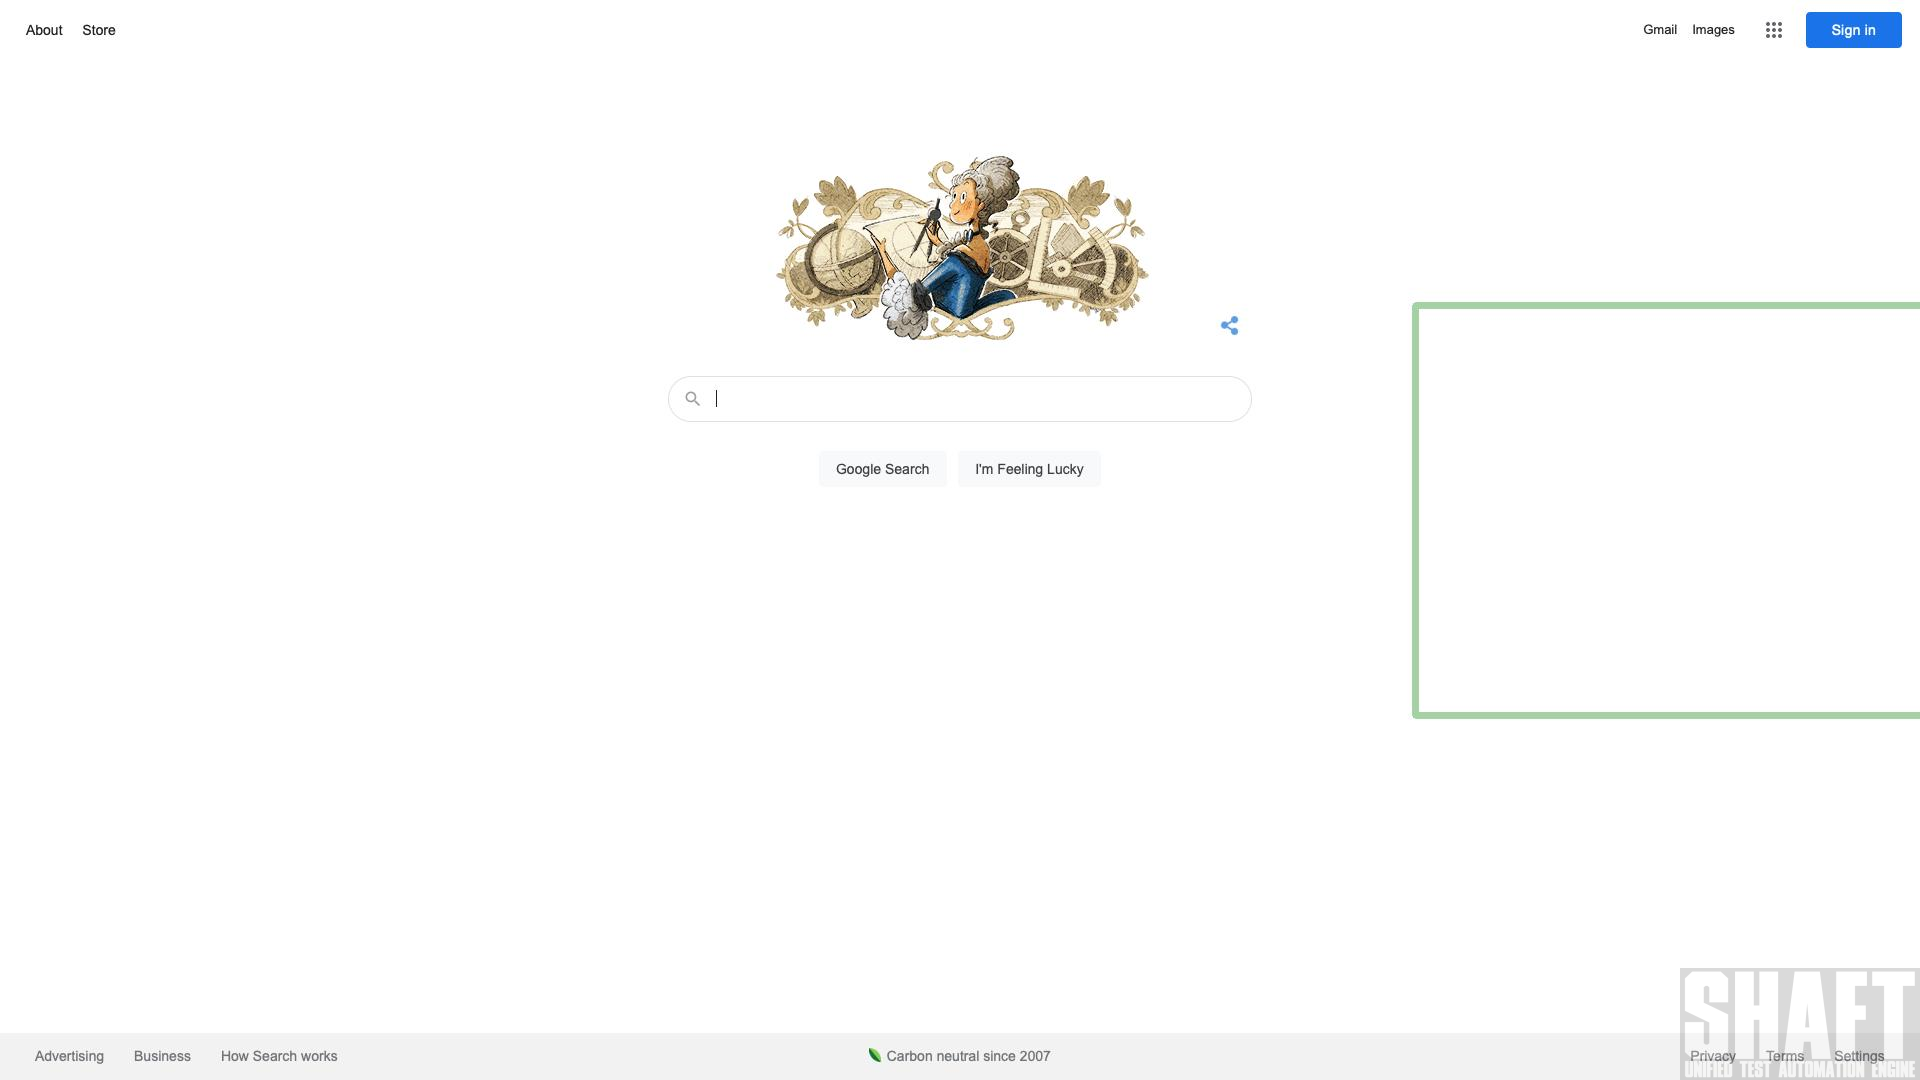 About Store
Gmail Images Sign in
Google Search I'm Feeling Lucky
Advertising Business How Search works
Carbon neutral since 2007
Privacy Terms Settings
SHAFT
UNIFIED TEST AUTOMATION ENGINE